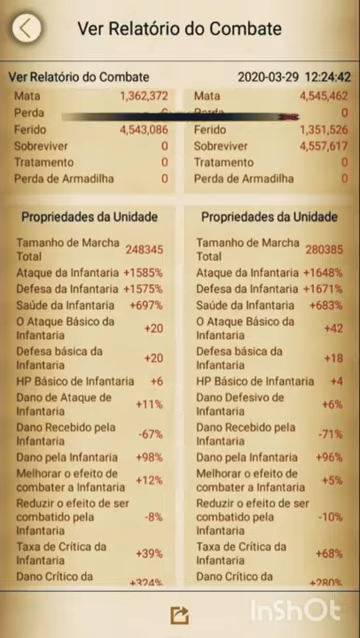 Ver Relatório do Combate
Ver Relatório do Combate 2020-03-29 12:24:42
Mata 1,362,372 Mata 4,545,462
Perda Perda 0
Ferido 4,543,086 Ferido 1,351,526
Sobreviver 0 Sobreviver 4,557,617
Tratamento 0 Tratamento 0
Perda de Armadilha 0 Perda de Armadilha 0
Propriedades da Unidade Propriedades da Unidade
Tamanho de Marcha Total 248345 Tamanho de Marcha Total 280385
Ataque da Infantaria +1585% Ataque da Infantaria +1648%
Defesa da Infantaria +1575% Defesa da Infantaria +1671%
Saúde da Infantaria +697% Saúde da Infantaria +683%
O Ataque Básico da Infantaria +20 O Ataque Básico da Infantaria +42
Defesa básica da Infantaria +20 Defesa básica da Infantaria +18
HP Básico de Infantaria +6 HP Básico de Infantaria +4
Dano de Ataque de Infantaria +11% Dano Defesivo de Infantaria +6%
Dano Recebido pela Infantaria -67% Dano Recebido pela Infantaria -71%
Dano pela Infantaria +98% Dano pela Infantaria +96%
Melhorar o efeito de combater a Infantaria +12% Melhorar o efeito de combater a Infantaria +5%
Reduzir o efeito de ser combatido pela Infantaria -8% Reduzir o efeito de ser combatido pela Infantaria -10%
Taxa de Crítica da Infantaria +39% Taxa de Crítica da Infantaria +68%
Dano Crítico da +324% Dano Crítico da +280%
InShOt